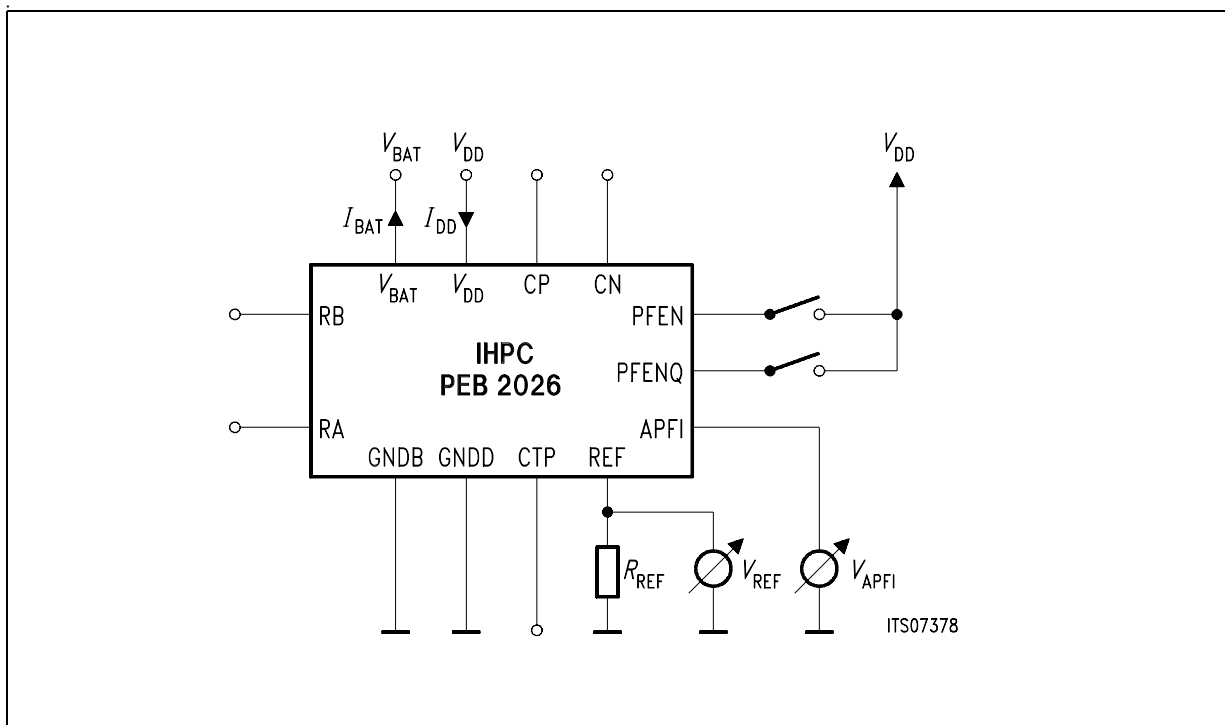 V_BAT V_DD V_DD
I_BAT I_DD
V_BAT V_DD CP CN
RB PFEN
IHPC
PEB 2026
PFENQ
RA APFI
GNDB GNDD CTP REF
R_REF V_REF V_APFI
ITS07378